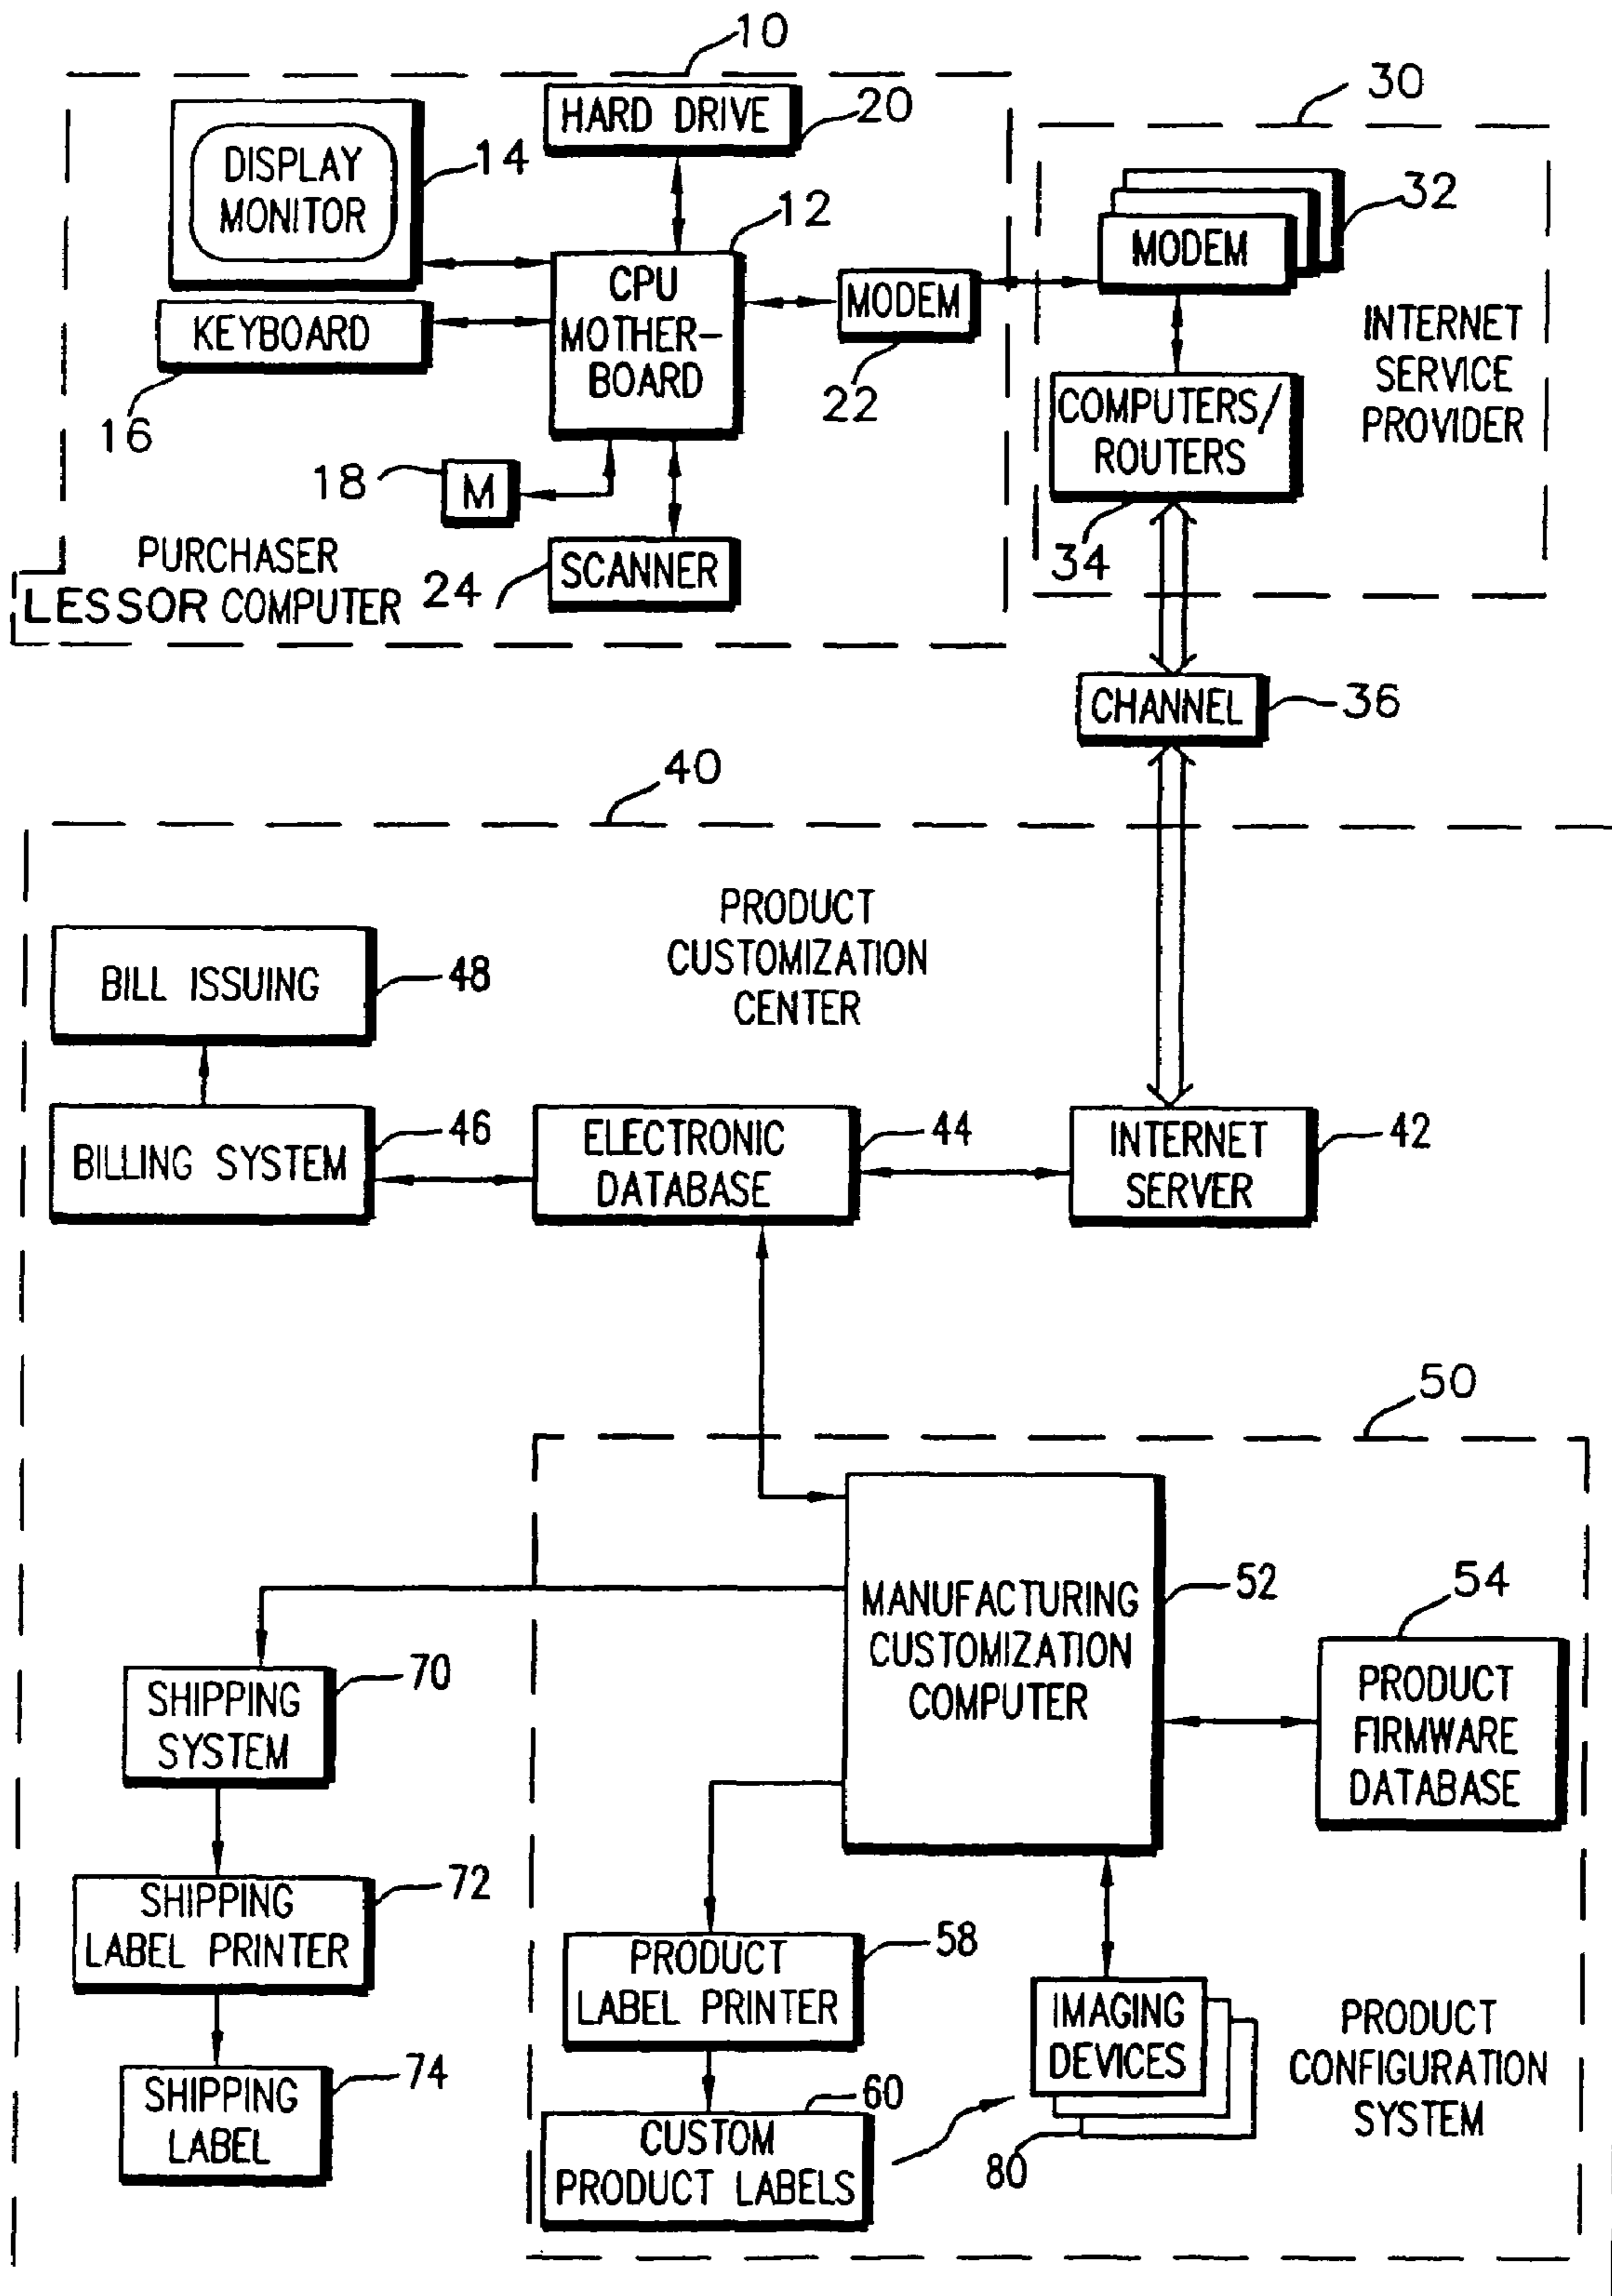 10
HARD DRIVE
20
DISPLAY
MONITOR
14
12
CPU
MOTHER-
BOARD
KEYBOARD
16
MODEM
22
18
M
SCANNER
24
PURCHASER
LESSOR COMPUTER
30
32
MODEM
INTERNET
SERVICE
PROVIDER
COMPUTERS/
ROUTERS
34
CHANNEL
36
40
PRODUCT
CUSTOMIZATION
CENTER
BILL ISSUING
48
BILLING SYSTEM
46
ELECTRONIC
DATABASE
44
INTERNET
SERVER
42
50
MANUFACTURING
CUSTOMIZATION
COMPUTER
52
54
PRODUCT
FIRMWARE
DATABASE
SHIPPING
SYSTEM
70
SHIPPING
LABEL PRINTER
72
SHIPPING
LABEL
74
PRODUCT
LABEL PRINTER
58
60
CUSTOM
PRODUCT LABELS
IMAGING
DEVICES
80
PRODUCT
CONFIGURATION
SYSTEM